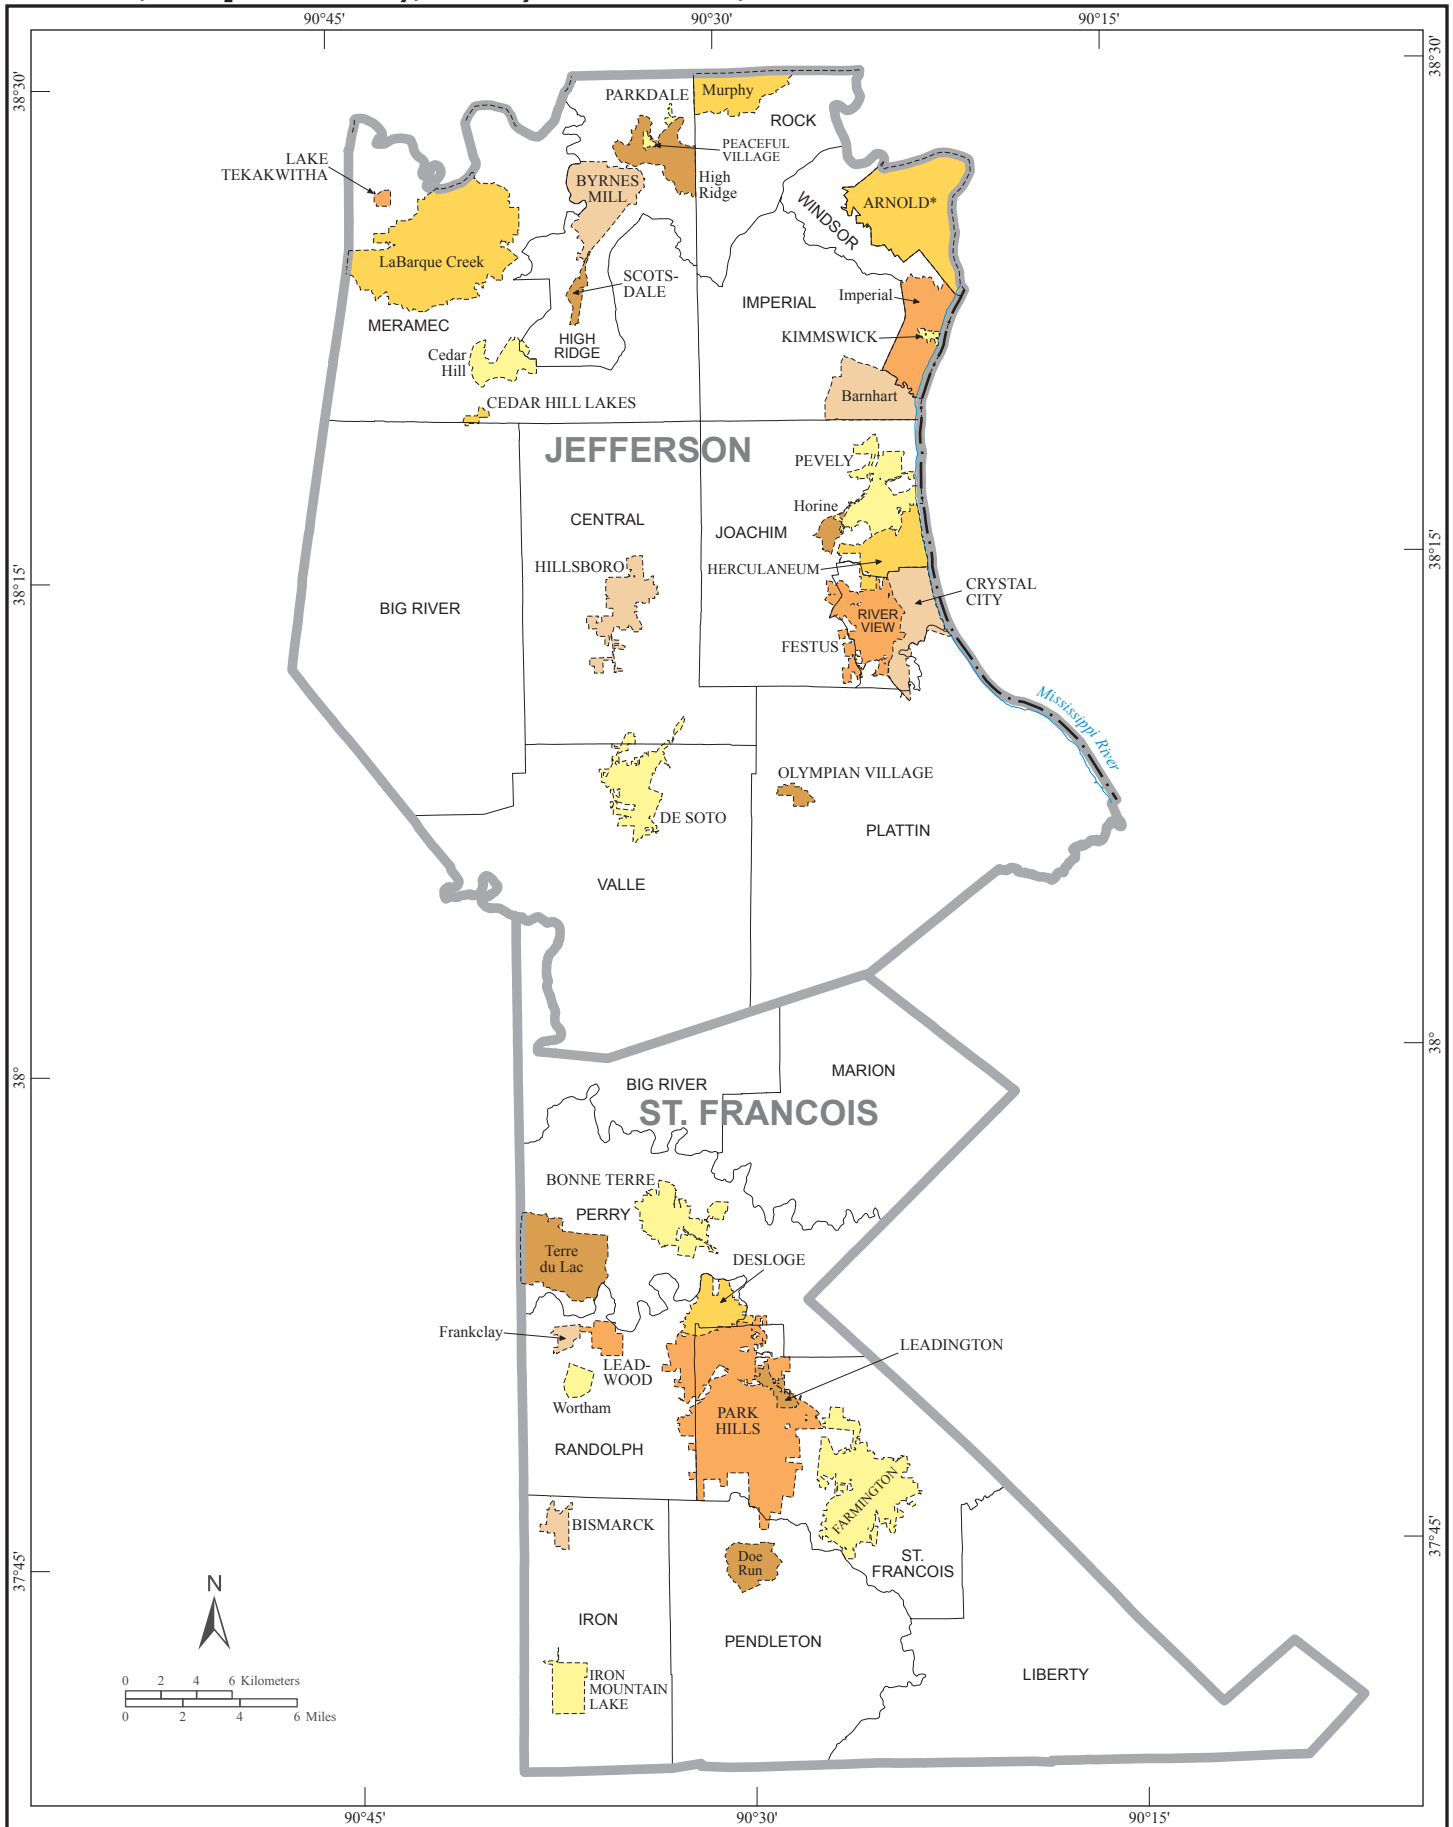 90°45'
90°30'
90°15'
38°30'
38°30'
PARKDALE
Murphy
ROCK
PEACEFUL
VILLAGE
LAKE
TEKAKWITHA
BYRNES
MILL
High
Ridge
ARNOLD*
WINDSOR
LaBarque Creek
SCOTS-
DALE
IMPERIAL
Imperial
MERAMEC
KIMMSWICK
HIGH
RIDGE
Cedar
Hill
Barnhart
CEDAR HILL LAKES
JEFFERSON
PEVELY
Horine
CENTRAL
JOACHIM
38°15'
38°15'
HILLSBORO
HERCULANEUM
CRYSTAL
CITY
BIG RIVER
RIVER
VIEW
FESTUS
Mississippi River
OLYMPIAN VILLAGE
DE SOTO
PLATTIN
VALLE
38°
38°
MARION
BIG RIVER
ST. FRANCOIS
BONNE TERRE
PERRY
Terre
du Lac
DESLOGE
Frankclay
LEADINGTON
LEAD-
WOOD
Wortham
PARK
HILLS
RANDOLPH
FARMINGTON
BISMARCK
37°45'
37°45'
Doe
Run
ST.
FRANCOIS
N
IRON
PENDLETON
LIBERTY
IRON
MOUNTAIN
LAKE
0 2 4 6 Kilometers
0 2 4 6 Miles
90°45'
90°30'
90°15'